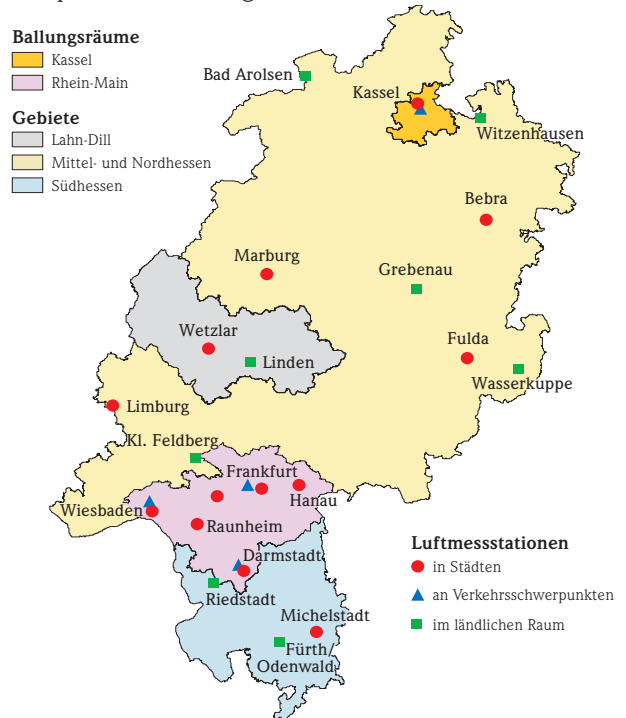 Ballungsräume
Kassel
Rhein-Main
Gebiete
Lahn-Dill
Mittel- und Nordhessen
Südhessen
Bad Arolsen
Kassel
Witzenhausen
Bebra
Marburg
Grebenau
Wetzlar
Linden
Fulda
Wasserkuppe
Limburg
Kl. Feldberg
Frankfurt
Hanau
Wiesbaden
Raunheim
Darmstadt
Riedstadt
Michelstadt
Fürth/
Odenwald
Luftmessstationen
in Städten
an Verkehrsschwerpunkten
im ländlichen Raum